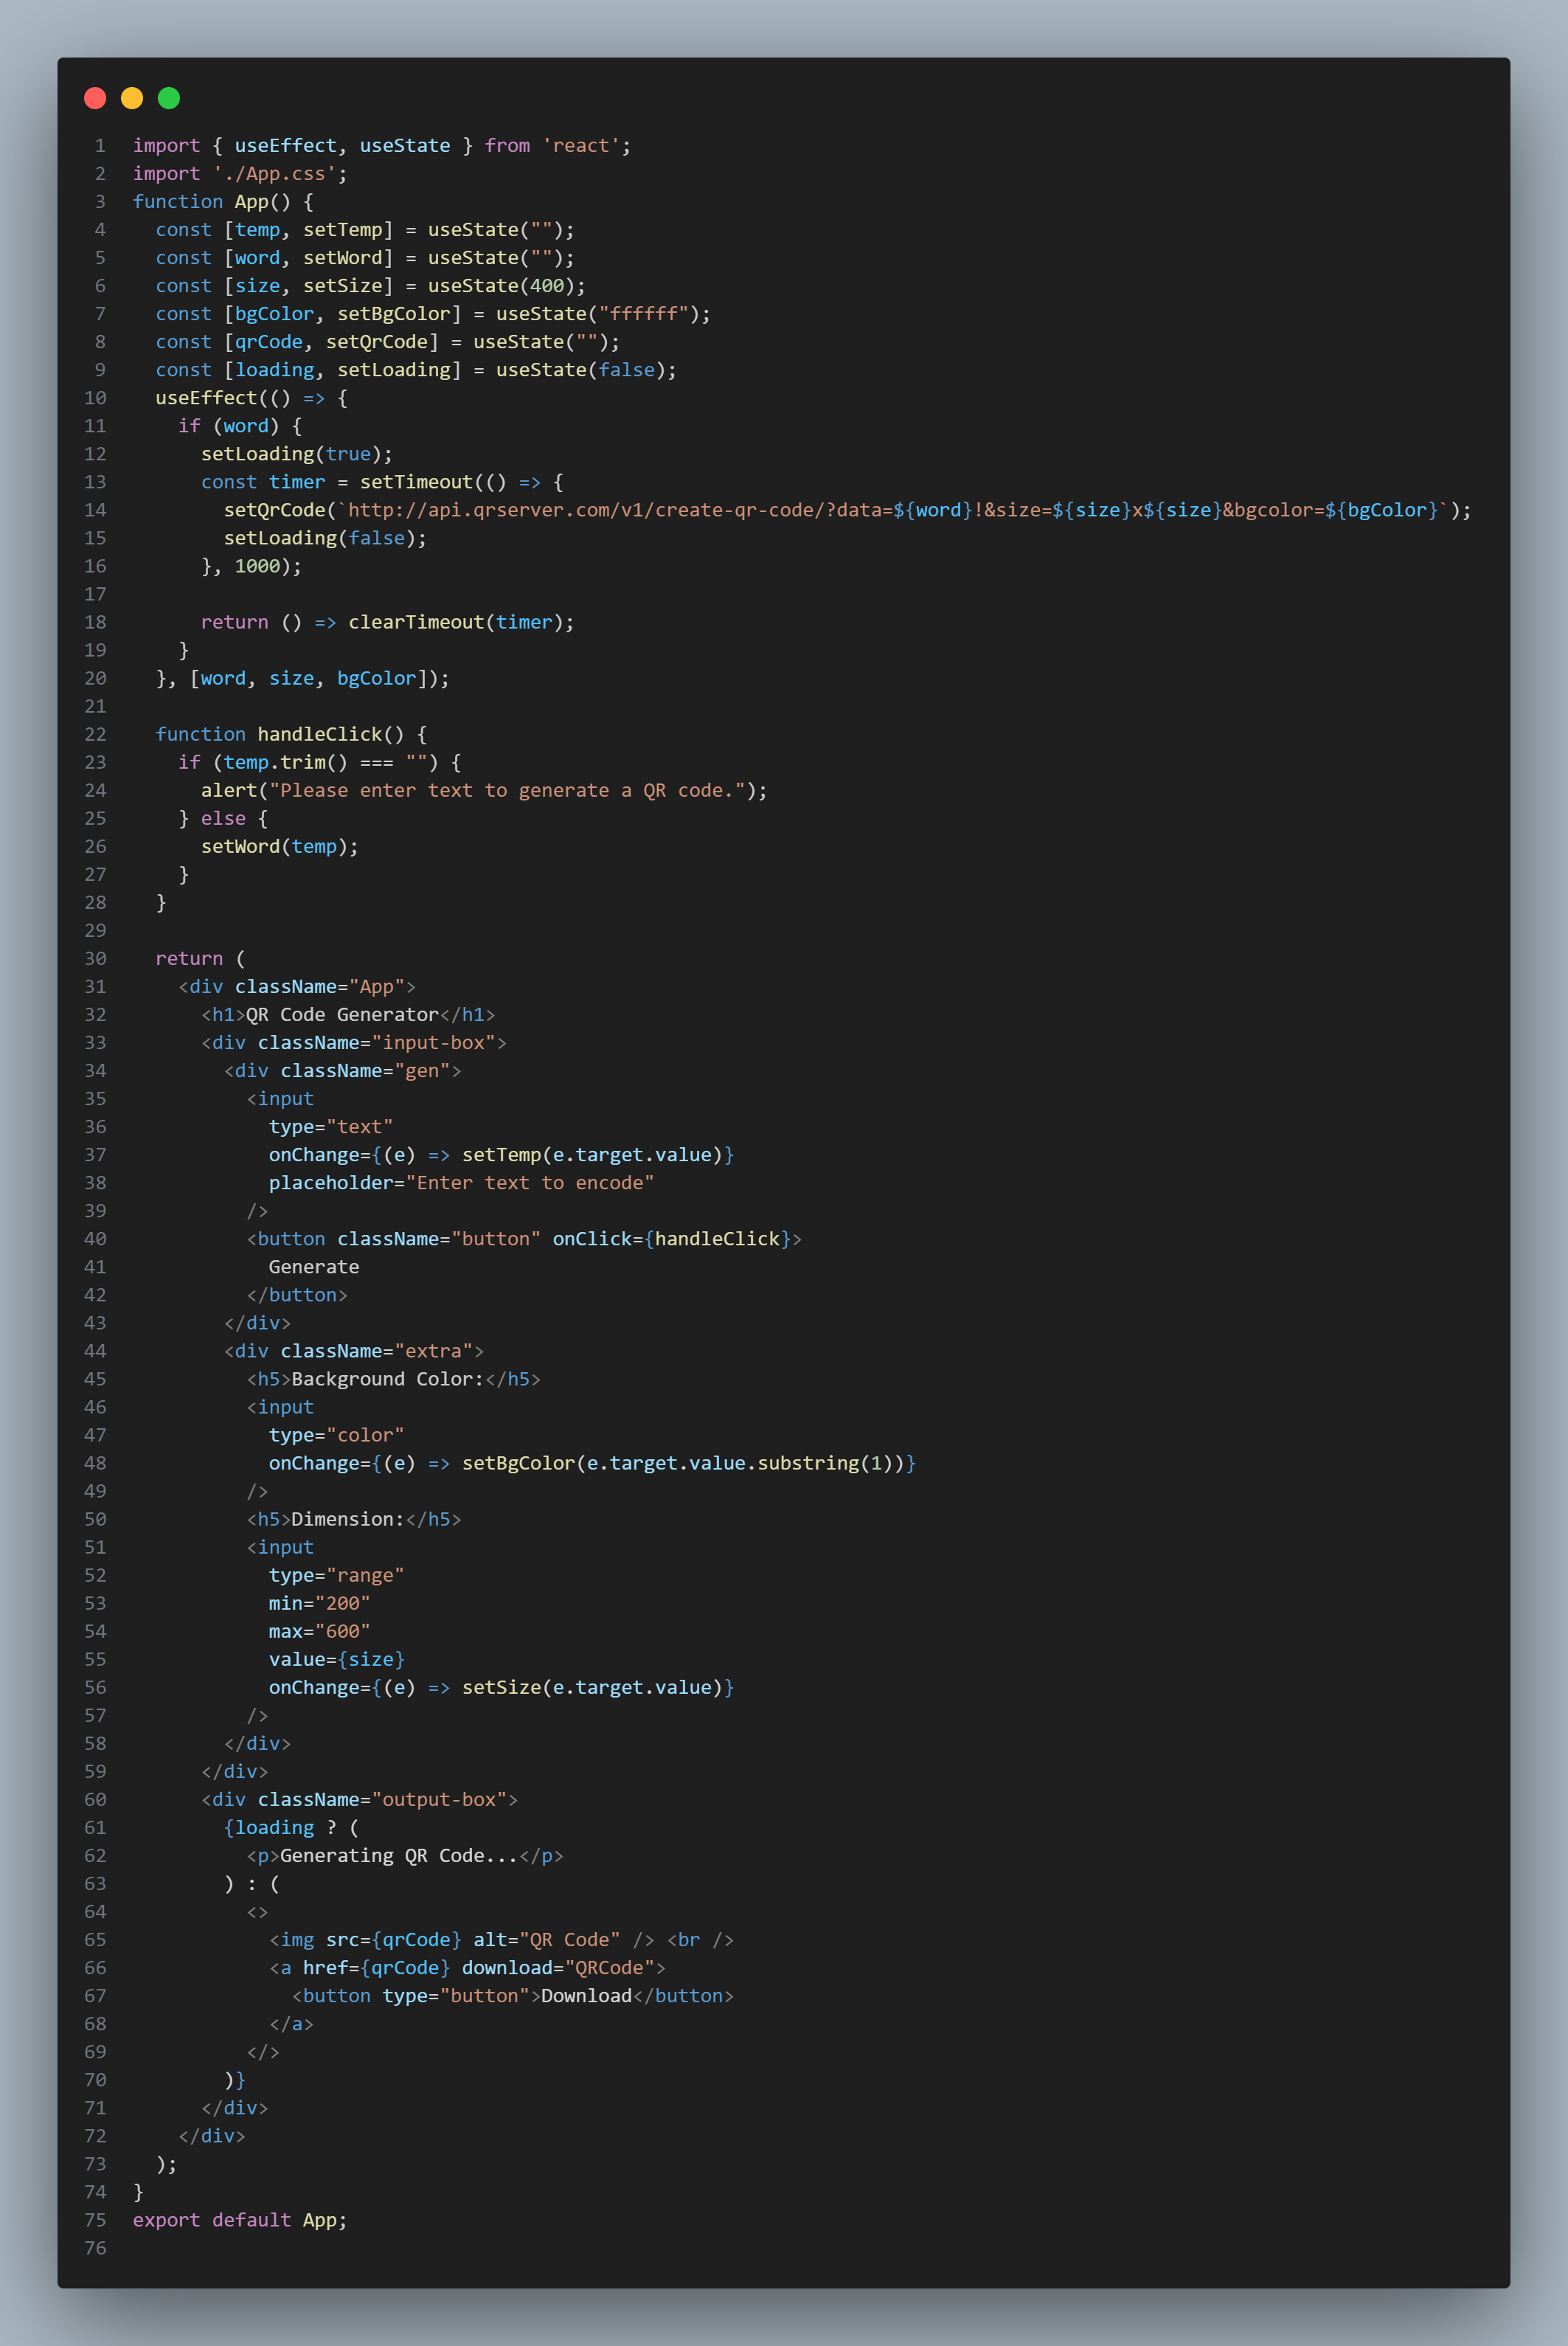 1 import { useEffect, useState } from 'react';
2 import './App.css';
3 function App() {
4   const [temp, setTemp] = useState("");
5   const [word, setWord] = useState("");
6   const [size, setSize] = useState(400);
7   const [bgColor, setBgColor] = useState("ffffff");
8   const [qrCode, setQrCode] = useState("");
9   const [loading, setLoading] = useState(false);
10   useEffect(() => {
11     if (word) {
12       setLoading(true);
13       const timer = setTimeout(() => {
14         setQrCode(`http://api.qrserver.com/v1/create-qr-code/?data=${word}!&size=${size}x${size}&bgcolor=${bgColor}`);
15         setLoading(false);
16       }, 1000);
17
18       return () => clearTimeout(timer);
19     }
20   }, [word, size, bgColor]);
21
22   function handleClick() {
23     if (temp.trim() === "") {
24       alert("Please enter text to generate a QR code.");
25     } else {
26       setWord(temp);
27     }
28   }
29
30   return (
31     <div className="App">
32       <h1>QR Code Generator</h1>
33       <div className="input-box">
34         <div className="gen">
35           <input
36             type="text"
37             onChange={(e) => setTemp(e.target.value)}
38             placeholder="Enter text to encode"
39           />
40           <button className="button" onClick={handleClick}>
41             Generate
42           </button>
43         </div>
44         <div className="extra">
45           <h5>Background Color:</h5>
46           <input
47             type="color"
48             onChange={(e) => setBgColor(e.target.value.substring(1))}
49           />
50           <h5>Dimension:</h5>
51           <input
52             type="range"
53             min="200"
54             max="600"
55             value={size}
56             onChange={(e) => setSize(e.target.value)}
57           />
58         </div>
59       </div>
60       <div className="output-box">
61         {loading ? (
62           <p>Generating QR Code...</p>
63         ) : (
64           <>
65             <img src={qrCode} alt="QR Code" /> <br />
66             <a href={qrCode} download="QRCode">
67               <button type="button">Download</button>
68             </a>
69           </>
70         )}
71       </div>
72     </div>
73   );
74 }
75 export default App;
76